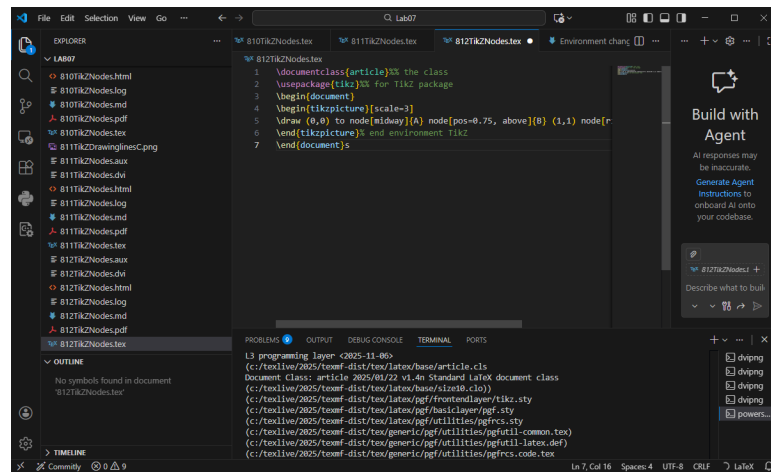 File Edit Selection View Go ···
Lab07
EXPLORER ···
LAB07
810TikZNodes.html
810TikZNodes.log
810TikZNodes.md
810TikZNodes.pdf
810TikZNodes.tex
811TikZDrawinglinesC.png
811TikZNodes.aux
811TikZNodes.dvi
811TikZNodes.html
811TikZNodes.log
811TikZNodes.md
811TikZNodes.pdf
811TikZNodes.tex
812TikZNodes.aux
812TikZNodes.dvi
812TikZNodes.html
812TikZNodes.log
812TikZNodes.md
812TikZNodes.pdf
812TikZNodes.tex
OUTLINE
No symbols found in document
'812TikZNodes.tex'
TIMELINE
810TikZNodes.tex 811TikZNodes.tex 812TikZNodes.tex Environment chang ···
812TikZNodes.tex
1 \documentclass{article}%% the class
2 \usepackage{tikz}%% for TikZ package
3 \begin{document}
4 \begin{tikzpicture}[scale=3]
5 \draw (0,0) to node[midway]{A} node[pos=0.75, above]{B} (1,1) node[r
6 \end{tikzpicture}% end environment TikZ
7 \end{document}s
PROBLEMS 9 OUTPUT DEBUG CONSOLE TERMINAL PORTS
L3 programming layer <2025-11-06>
(c:/texlive/2025/texmf-dist/tex/latex/base/article.cls
Document Class: article 2025/01/22 v1.4n Standard LaTeX document class
(c:/texlive/2025/texmf-dist/tex/latex/base/size10.clo))
(c:/texlive/2025/texmf-dist/tex/latex/pgf/frontendlayer/tikz.sty
(c:/texlive/2025/texmf-dist/tex/latex/pgf/basiclayer/pgf.sty
(c:/texlive/2025/texmf-dist/tex/latex/pgf/utilities/pgfrcs.sty
(c:/texlive/2025/texmf-dist/tex/generic/pgf/utilities/pgfutil-common.tex)
(c:/texlive/2025/texmf-dist/tex/generic/pgf/utilities/pgfutil-latex.def)
(c:/texlive/2025/texmf-dist/tex/generic/pgf/utilities/pgfrcs.code.tex
dvipng
dvipng
dvipng
powers...
Build with
Agent
AI responses may
be inaccurate.
Generate Agent
Instructions to
onboard AI onto
your codebase.
812TikZNodes.t
Describe what to buil
Commitly 0 9
Ln 7, Col 16 Spaces: 4 UTF-8 CRLF LaTeX